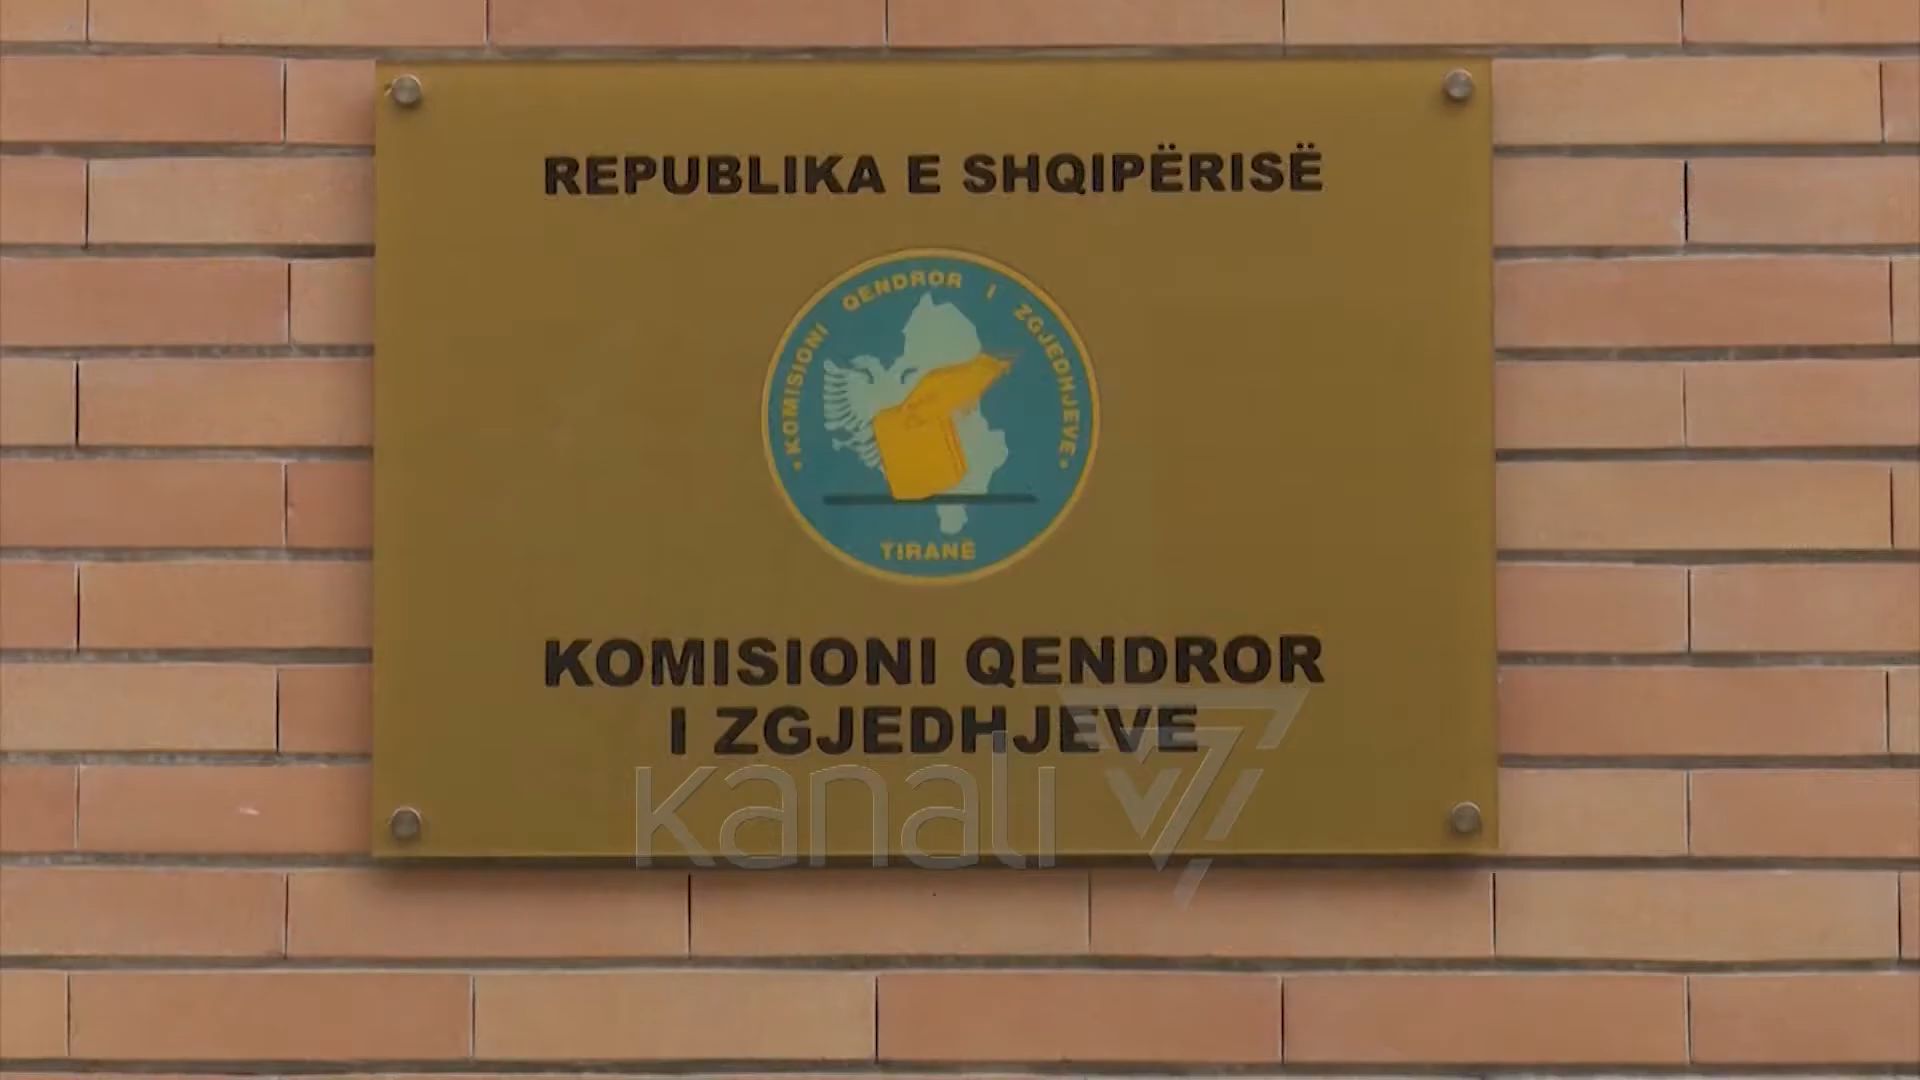 REPUBLIKA E SHQIPËRISË
• KOMISIONI QENDROR I ZGJEDHJEVE •
TIRANË
KOMISIONI QENDROR
I ZGJEDHJEVE
kanali 7